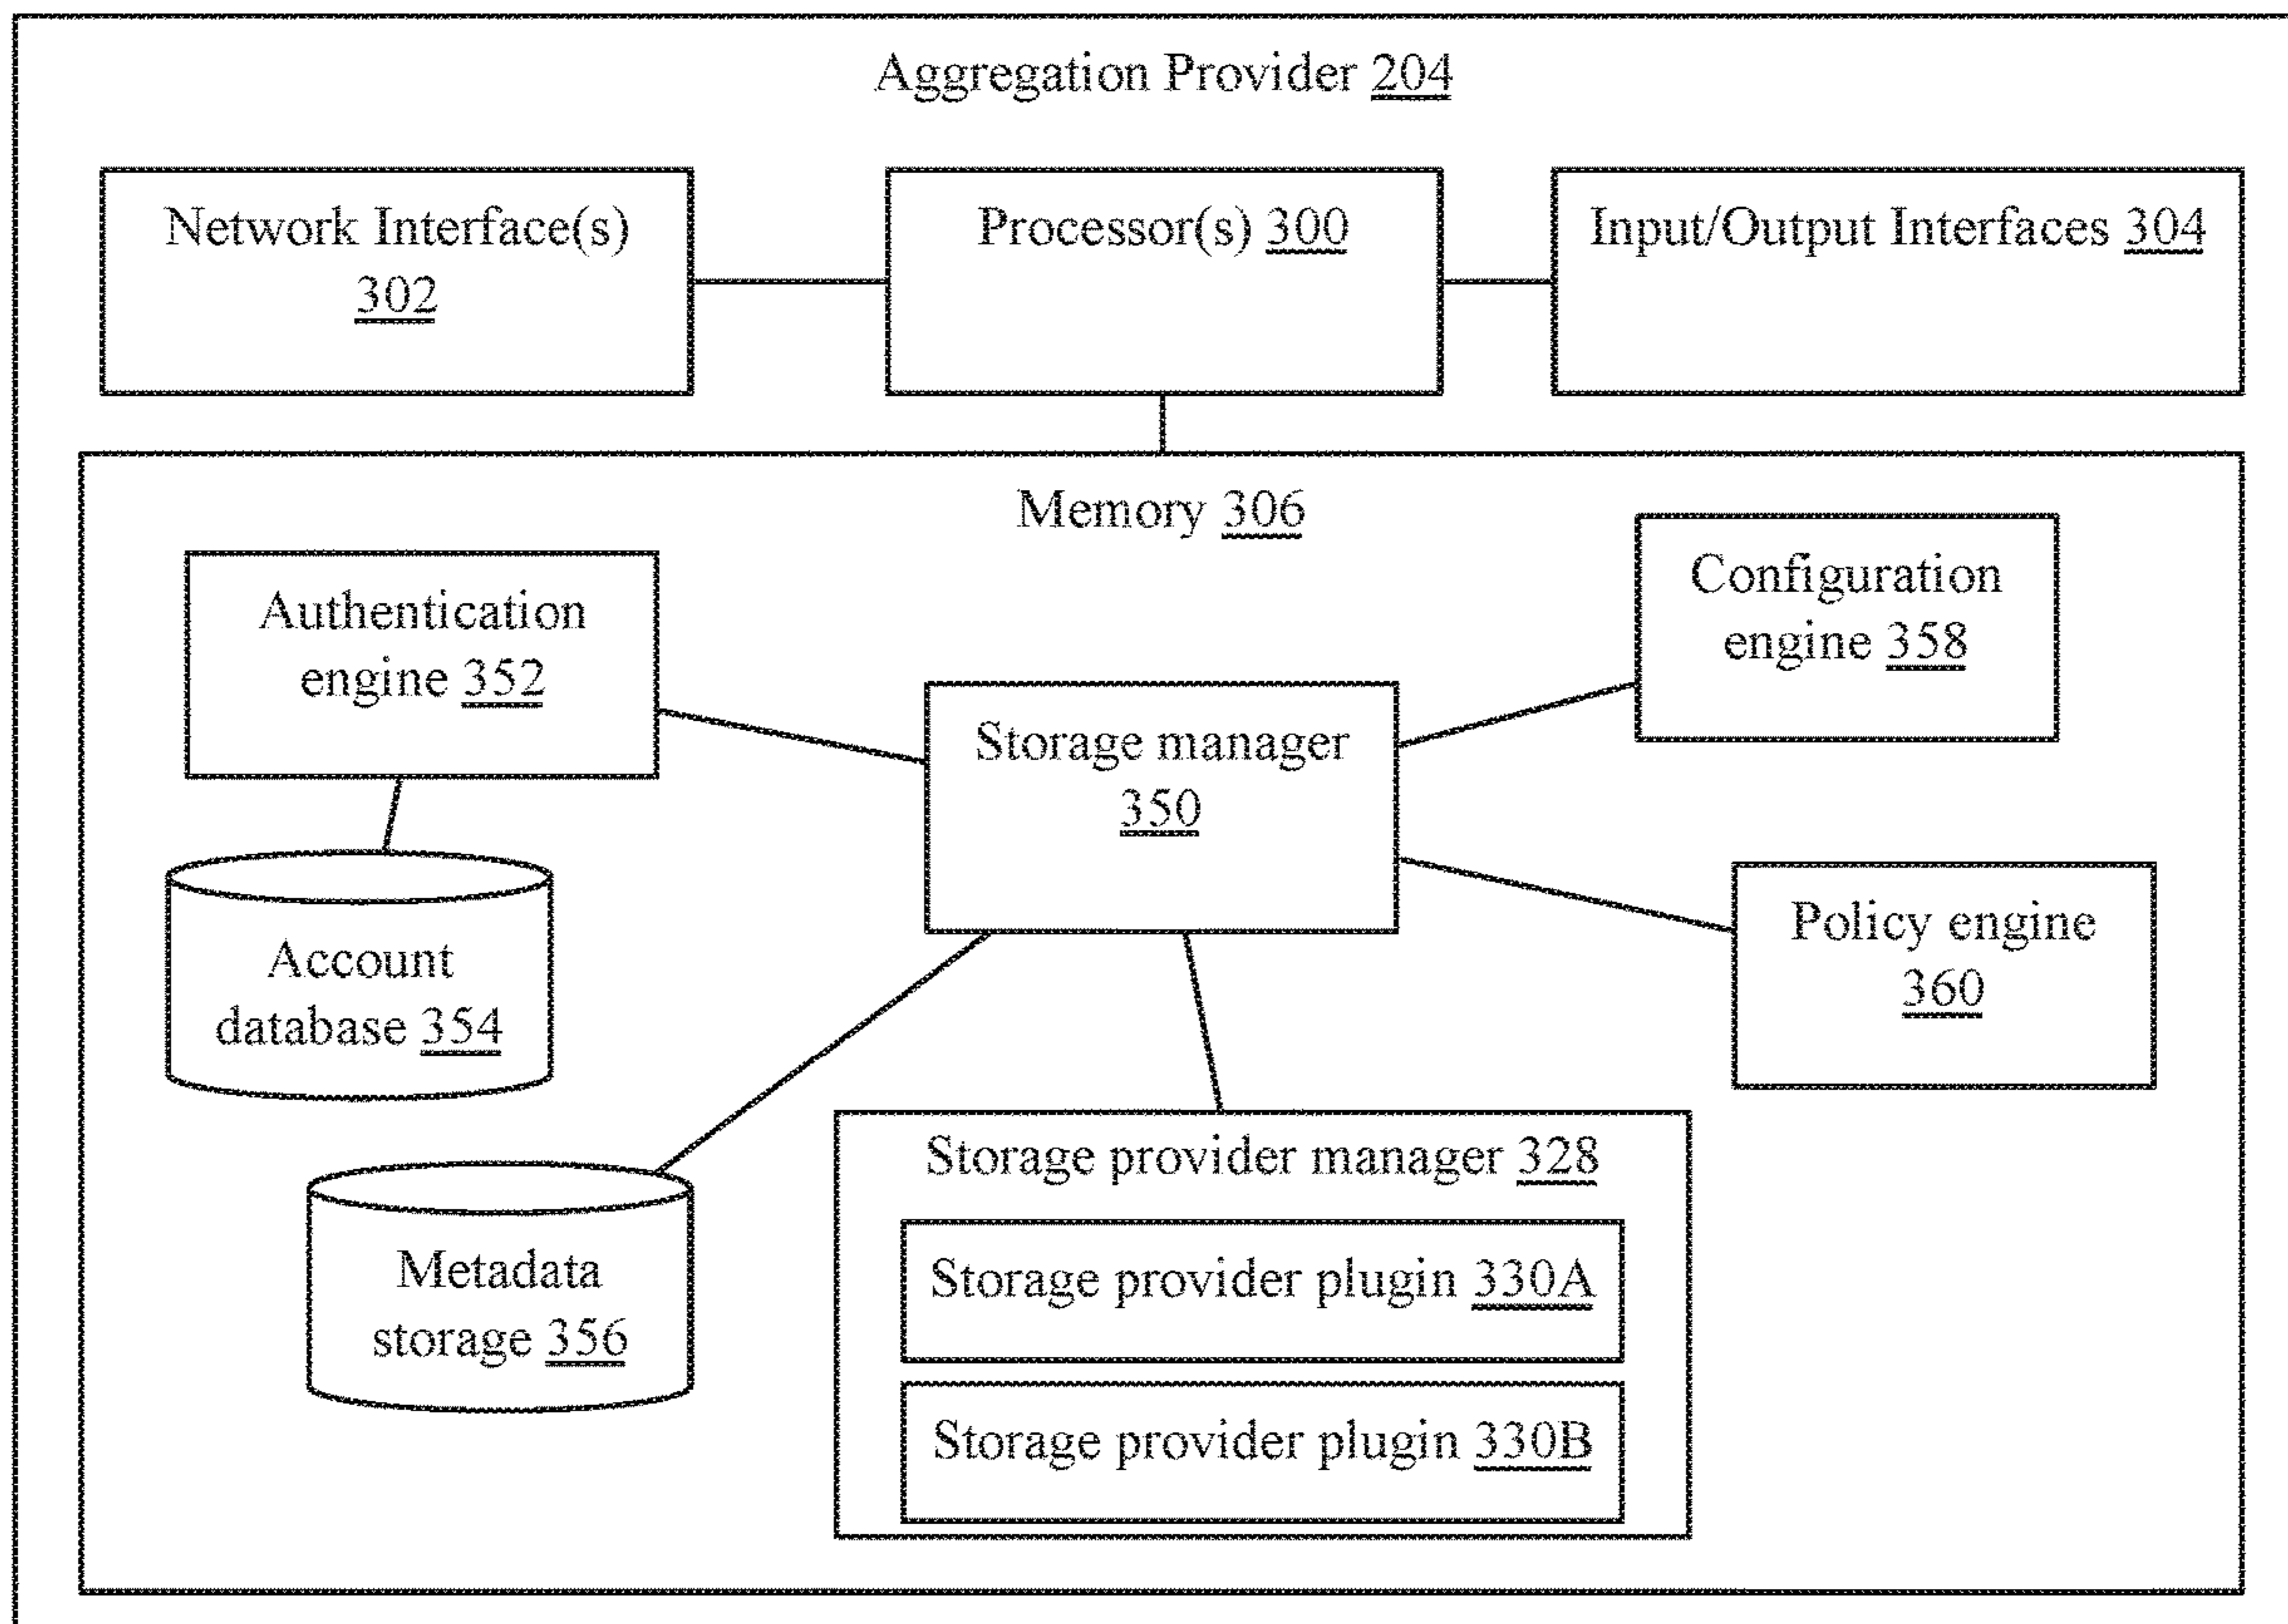 Aggregation Provider 204
Network Interface(s)
302
Processor(s) 300
Input/Output Interfaces 304
Memory 306
Authentication
engine 352
Configuration
engine 358
Storage manager
350
Account
database 354
Policy engine
360
Metadata
storage 356
Storage provider manager 328
Storage provider plugin 330A
Storage provider plugin 330B